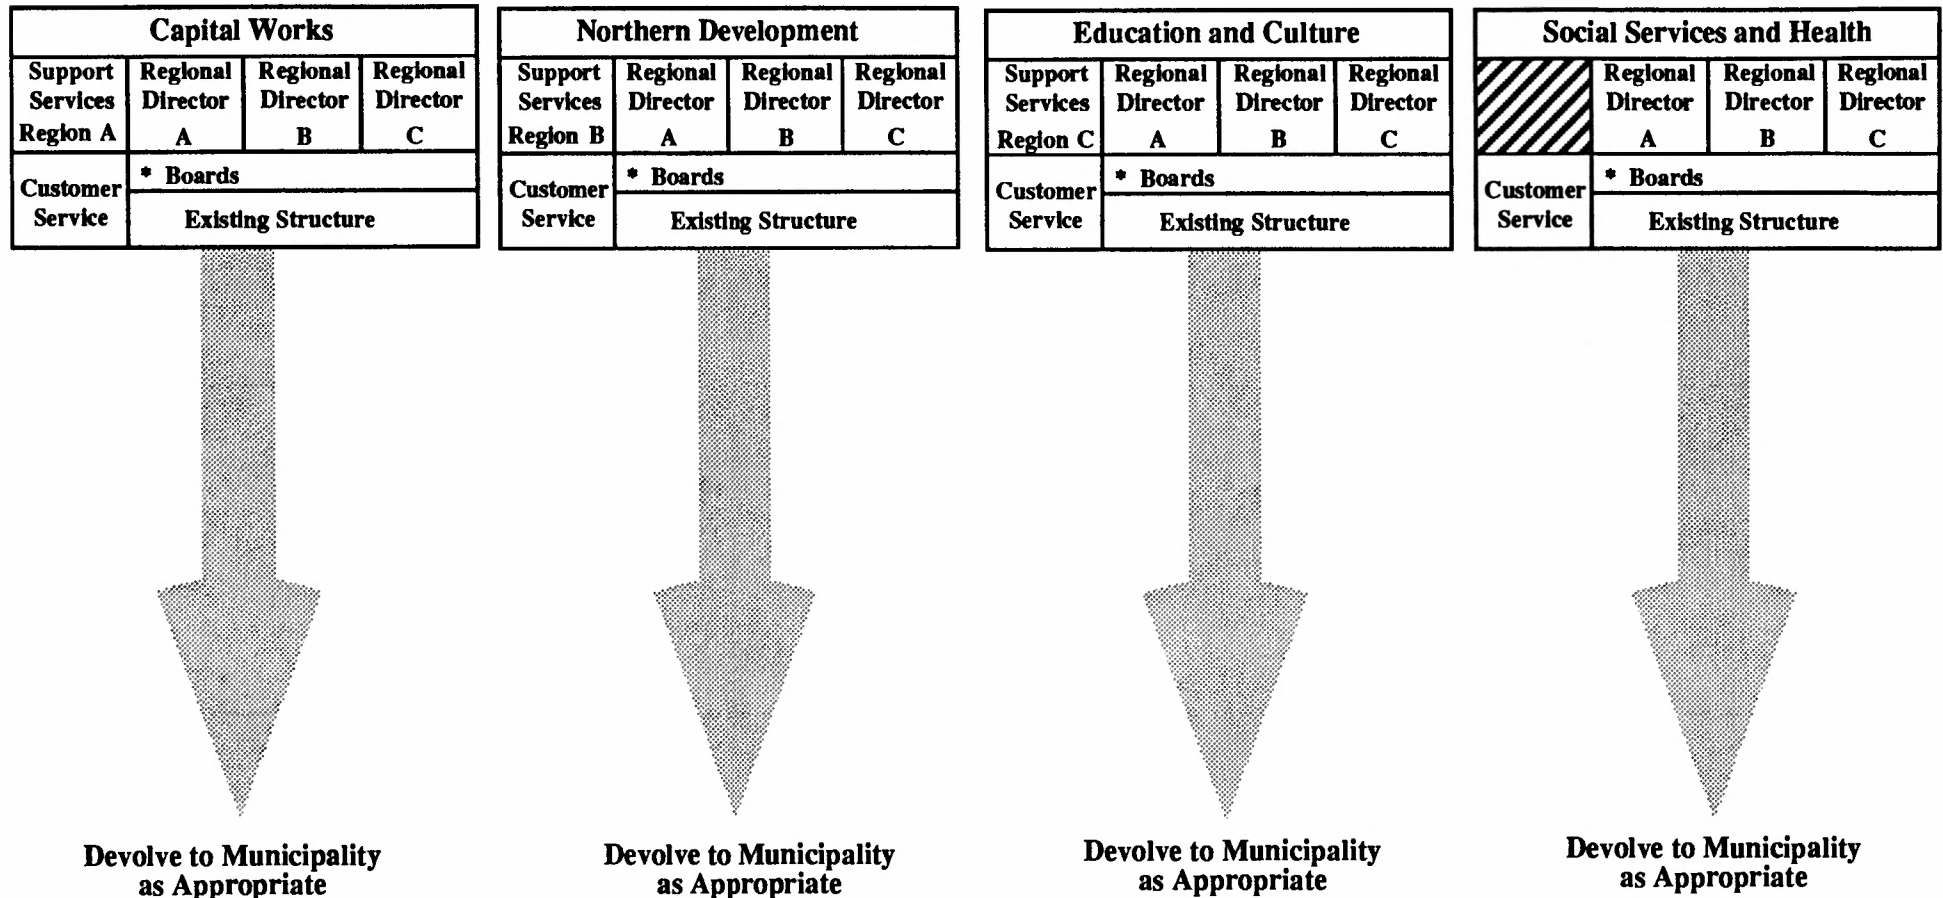 Capital Works
Support Services Region A
Regional Director A
Regional Director B
Regional Director C
Customer Service
* Boards
Existing Structure
Devolve to Municipality
as Appropriate
Northern Development
Support Services Region B
Regional Director A
Regional Director B
Regional Director C
Customer Service
* Boards
Existing Structure
Devolve to Municipality
as Appropriate
Education and Culture
Support Services Region C
Regional Director A
Regional Director B
Regional Director C
Customer Service
* Boards
Existing Structure
Devolve to Municipality
as Appropriate
Social Services and Health
Regional Director A
Regional Director B
Regional Director C
Customer Service
* Boards
Existing Structure
Devolve to Municipality
as Appropriate